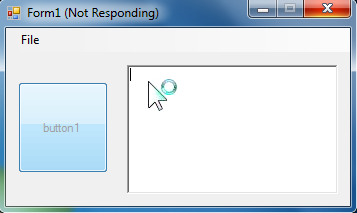 Form1 (Not Responding)
File
button1